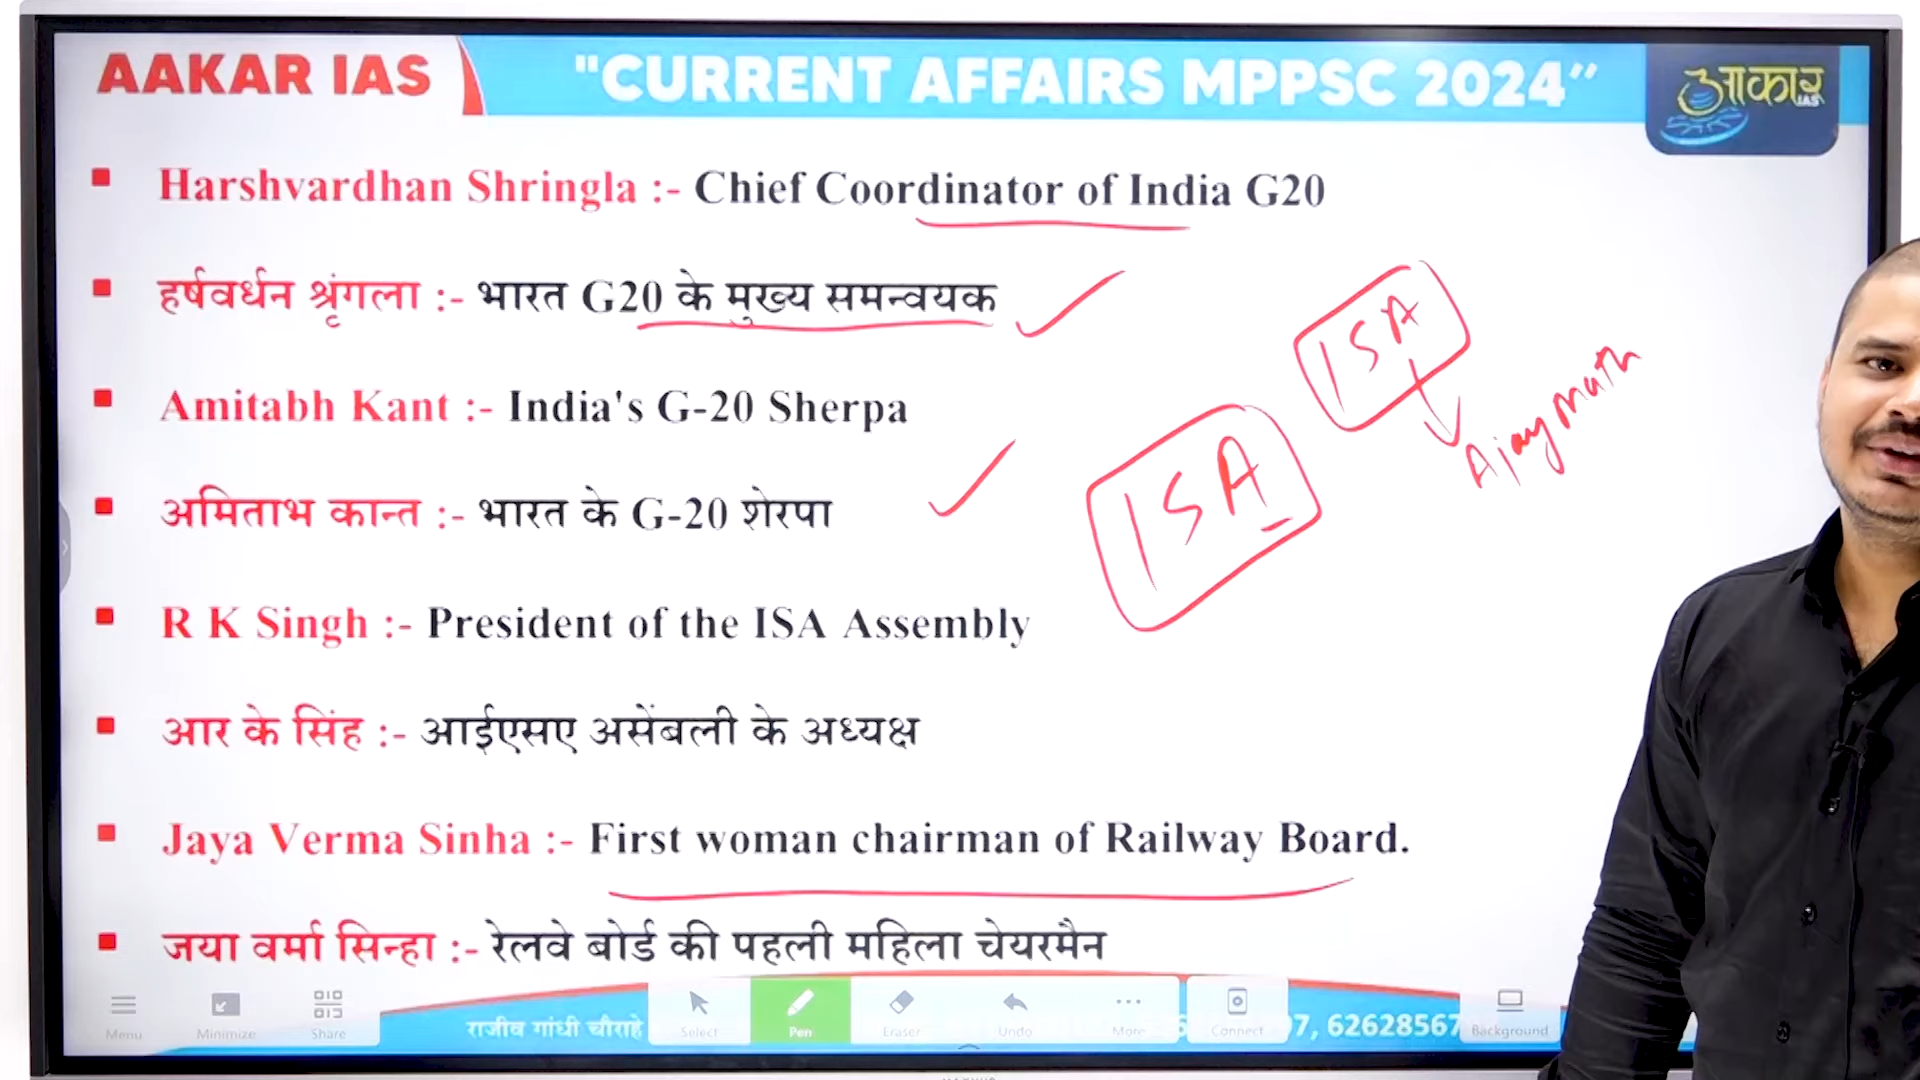 AAKAR IAS
"CURRENT AFFAIRS MPPSC 2024”
आकार
IAS
Harshvardhan Shringla :- Chief Coordinator of India G20
हर्षवर्धन श्रृंगला :- भारत G20 के मुख्य समन्वयक
ISA
Ajay Math
Amitabh Kant :- India's G-20 Sherpa
ISA
अमिताभ कान्त :- भारत के G-20 शेरपा
R K Singh :- President of the ISA Assembly
आर के सिंह :- आईएसए असेंबली के अध्यक्ष
Jaya Verma Sinha :- First woman chairman of Railway Board.
जया वर्मा सिन्हा :- रेलवे बोर्ड की पहली महिला चेयरमैन
Menu Minimize Share Select Pen Eraser Undo More Connect Background
राजीव गांधी चौराहे